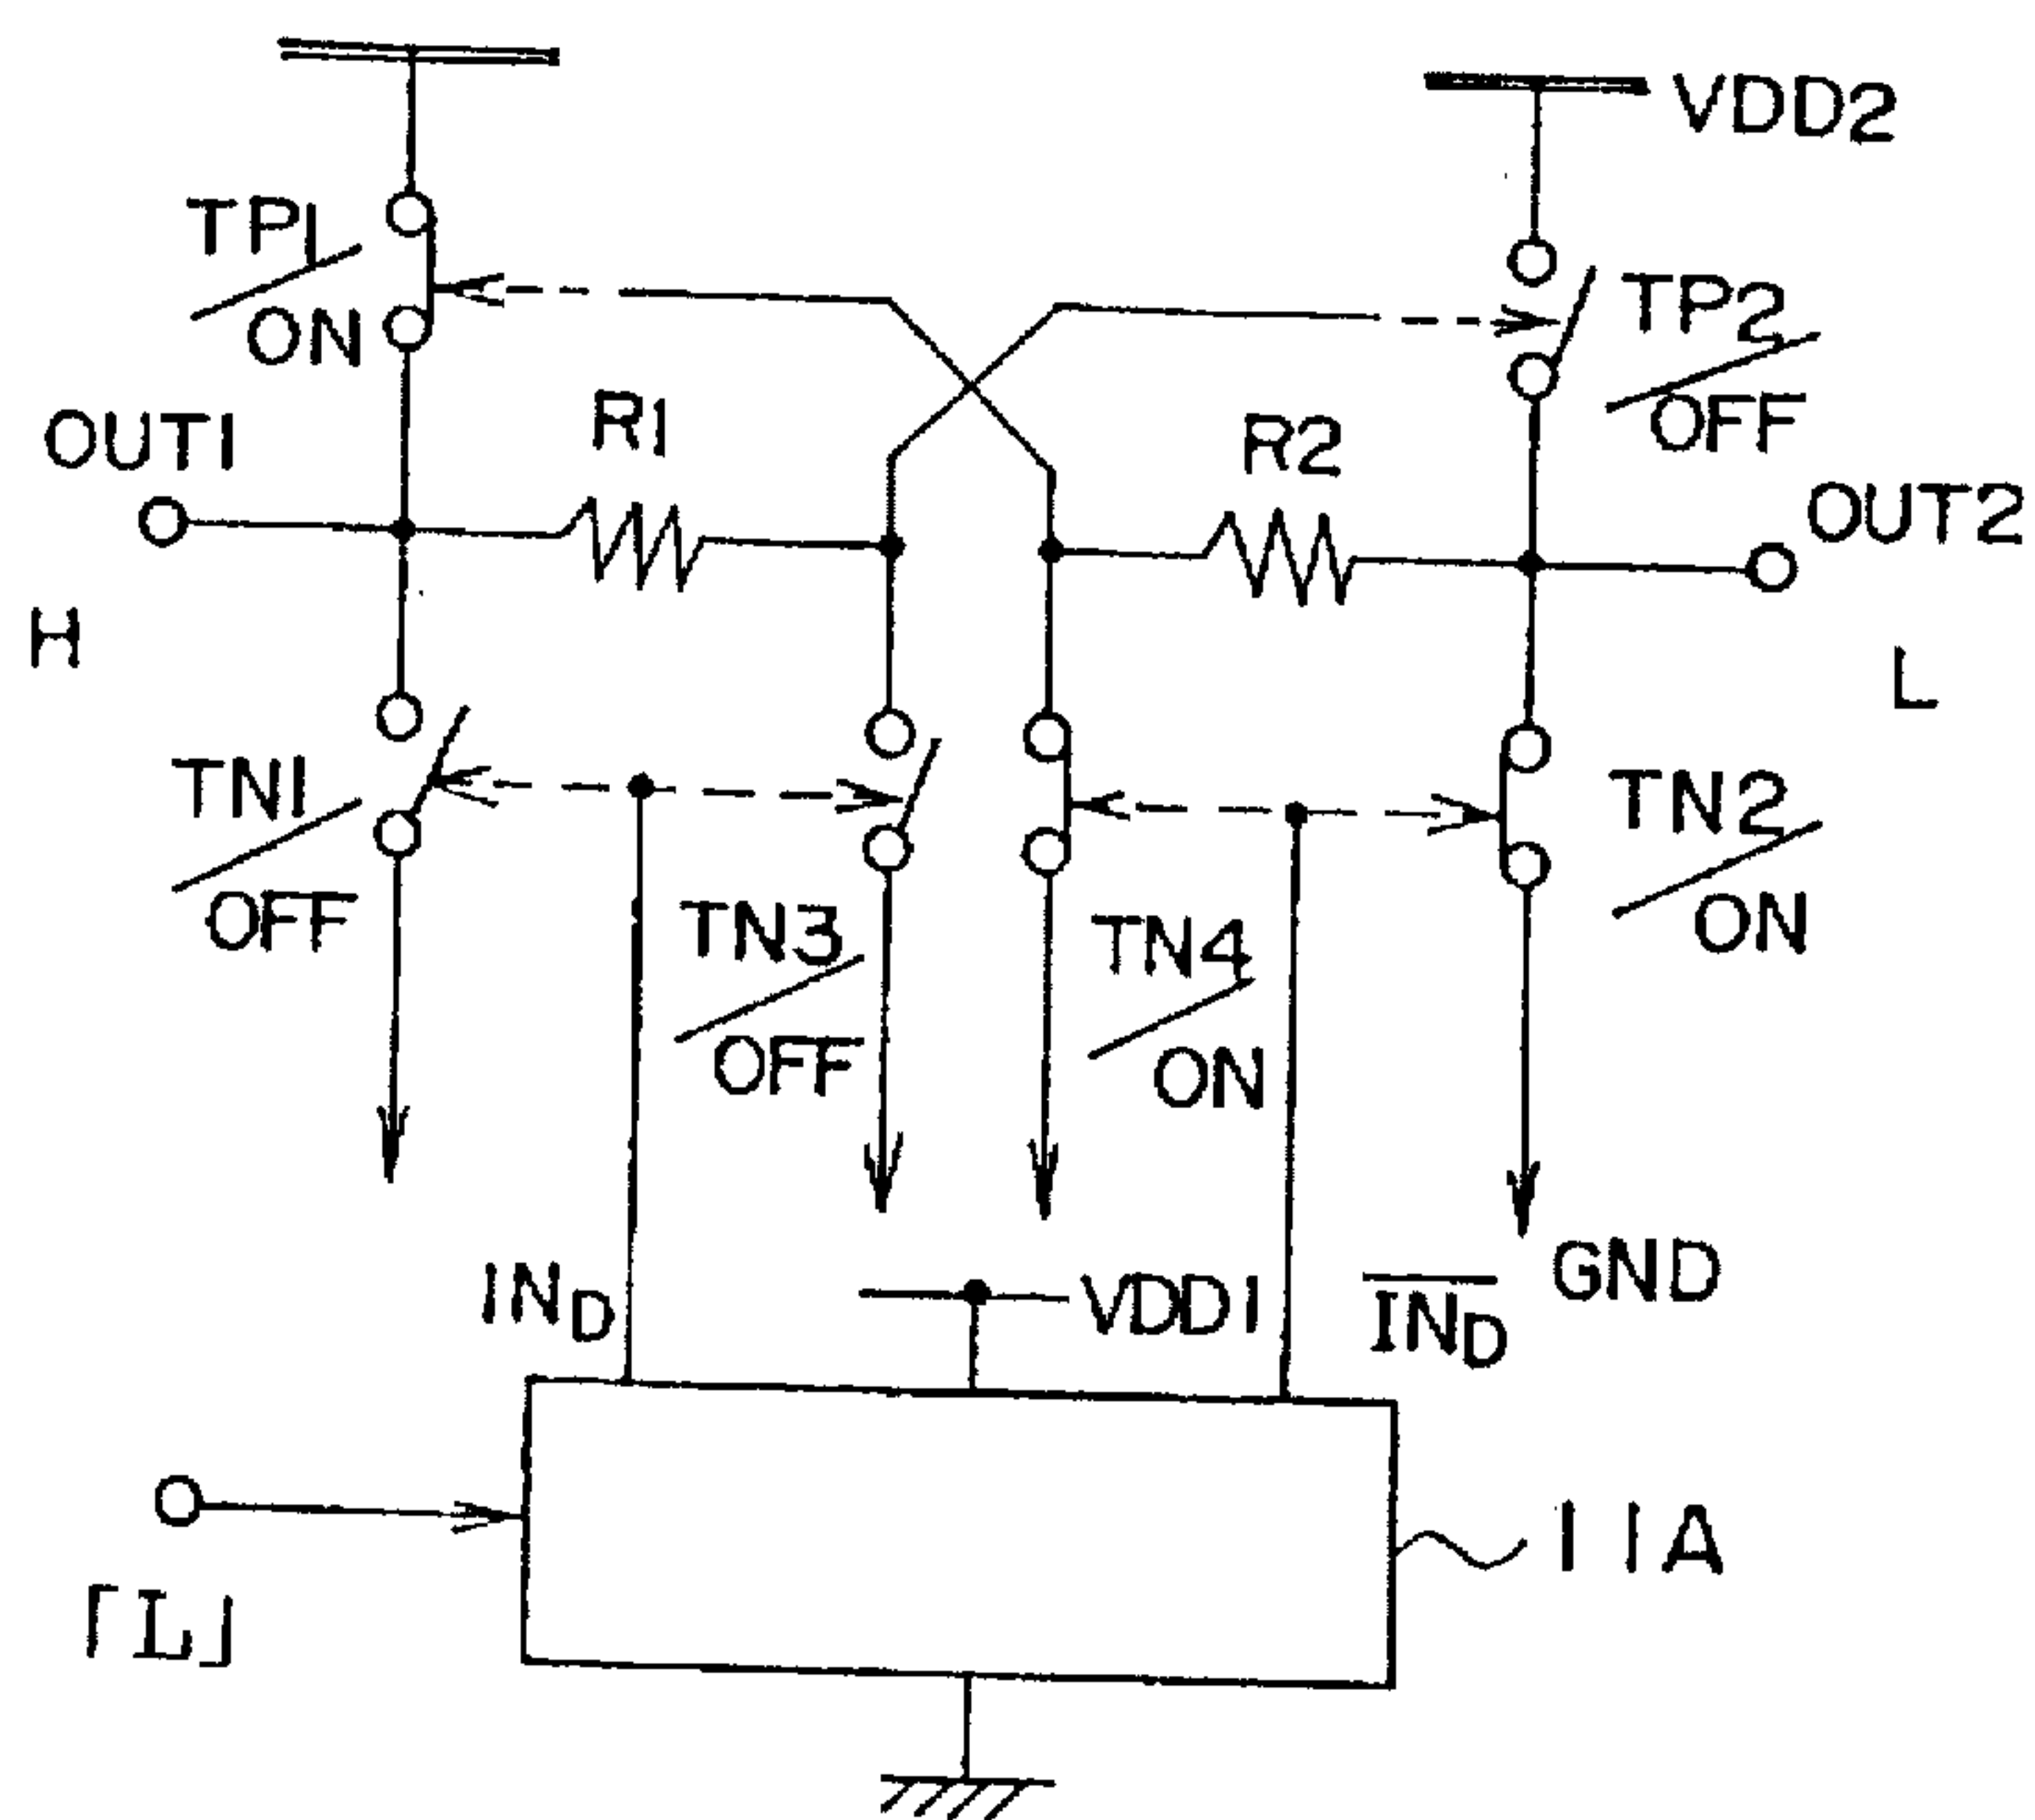 VDD2
TP1
ON
TP2
OFF
R1
R2
OUT1
OUT2
H
L
TN1
OFF
TN2
ON
TN3
OFF
TN4
ON
IND
VDD1
IND
GND
11A
「L」